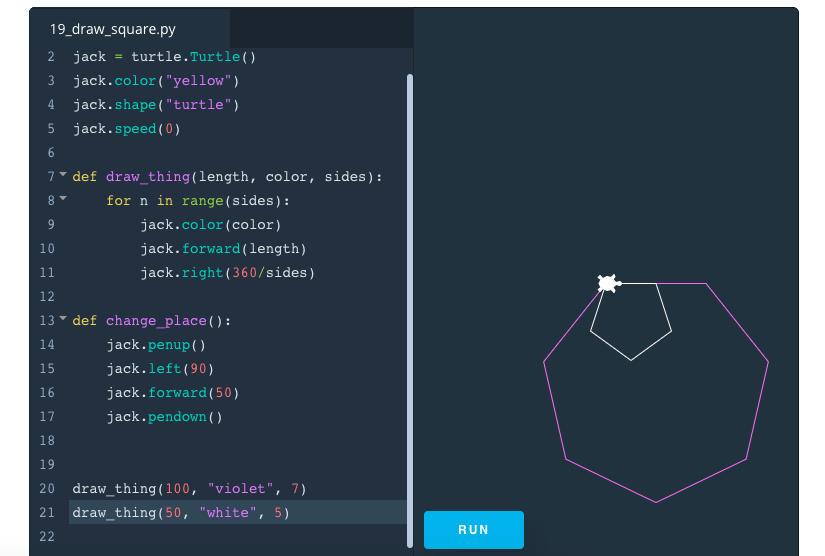 19_draw_square.py
2 jack = turtle.Turtle()
3 jack.color("yellow")
4 jack.shape("turtle")
5 jack.speed(0)
6
7 def draw_thing(length, color, sides):
8     for n in range(sides):
9         jack.color(color)
10         jack.forward(length)
11         jack.right(360/sides)
12
13 def change_place():
14     jack.penup()
15     jack.left(90)
16     jack.forward(50)
17     jack.pendown()
18
19
20 draw_thing(100, "violet", 7)
21 draw_thing(50, "white", 5)
22
RUN